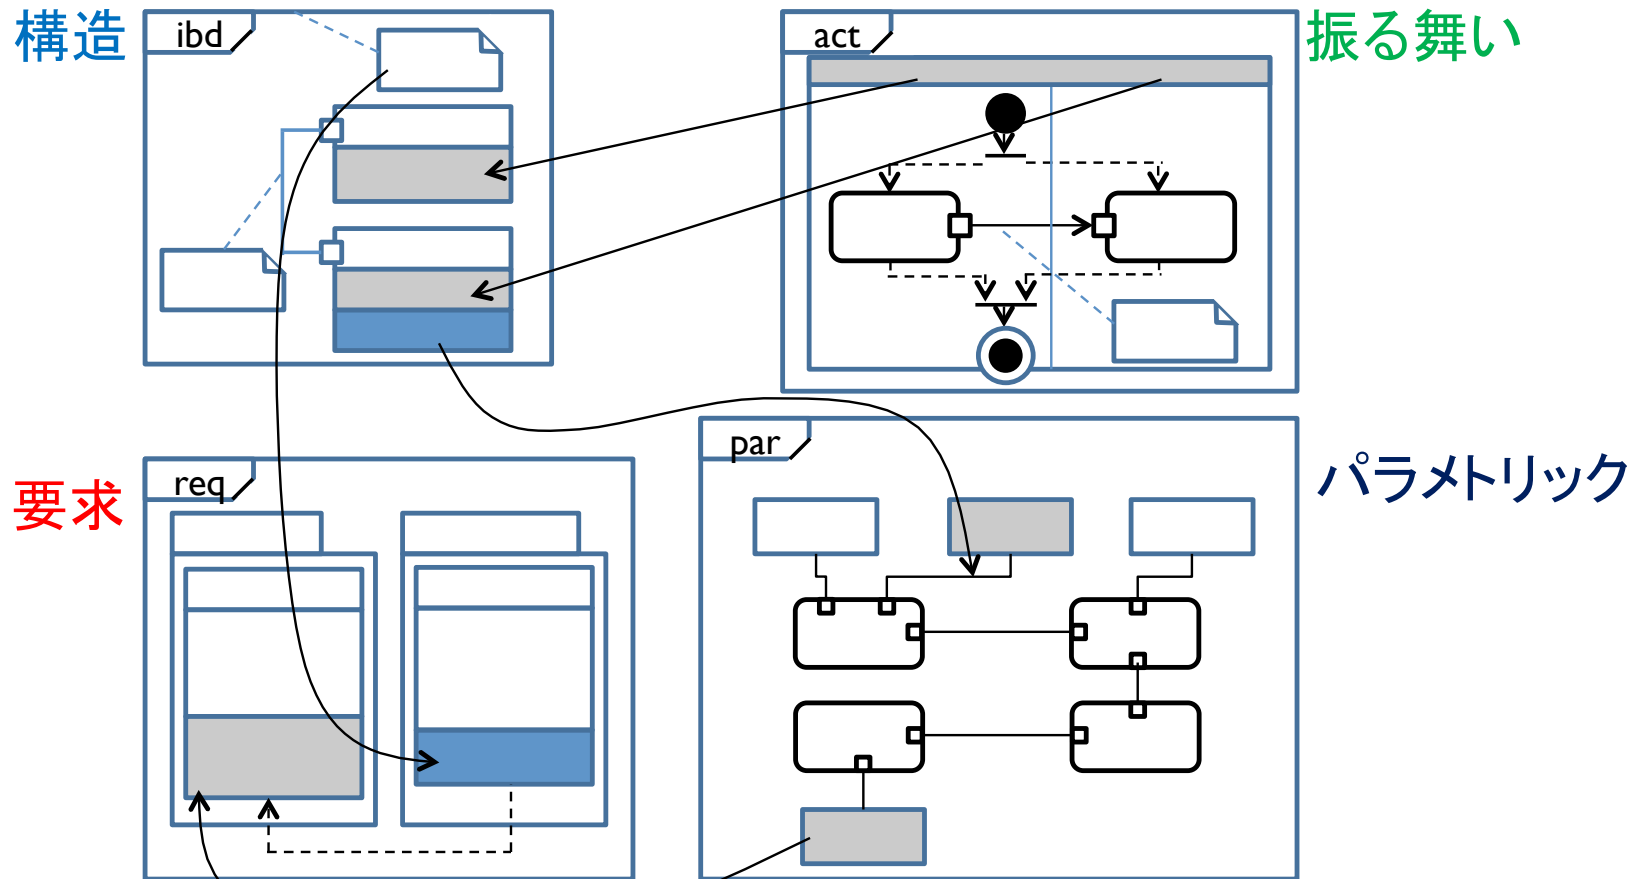 構造
ibd
act
振る舞い
要求
req
par
パラメトリック